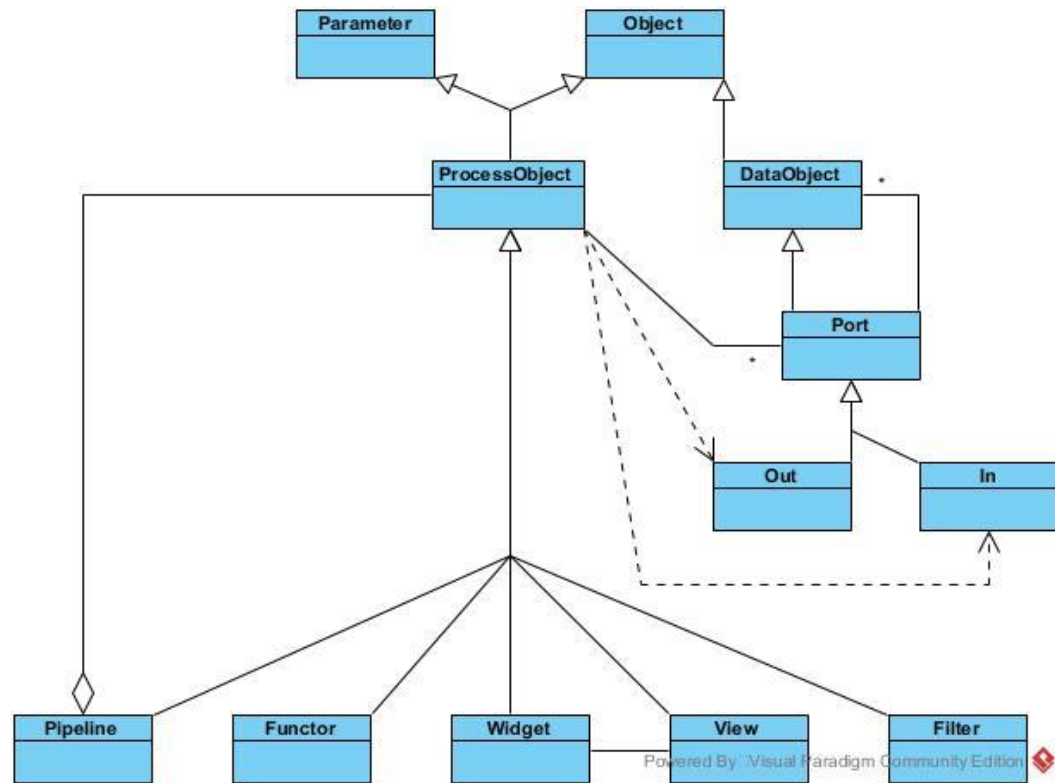 Parameter
Object
ProcessObject
DataObject
*
Port
*
Out
In
Pipeline
Functor
Widget
View
Filter
Powered By Visual Paradigm Community Edition